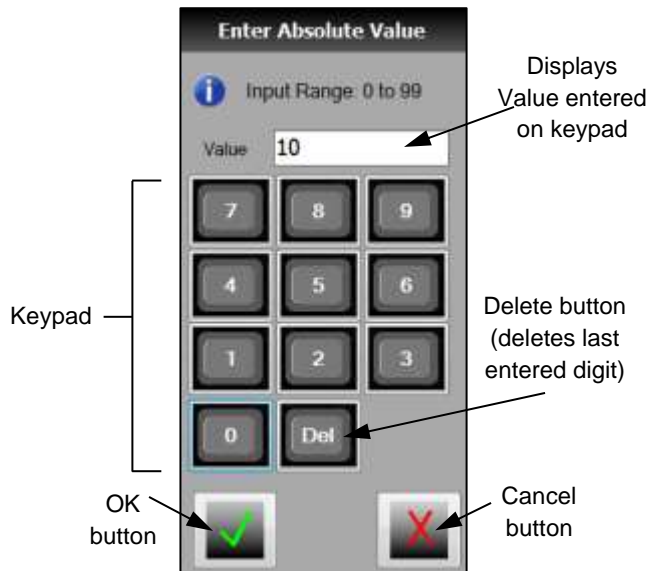 Enter Absolute Value
Input Range: 0 to 99
Displays
Value entered
on keypad
Value 10
7 8 9
4 5 6
Keypad
Delete button
(deletes last
entered digit)
1 2 3
0 Del
OK
button
Cancel
button
X